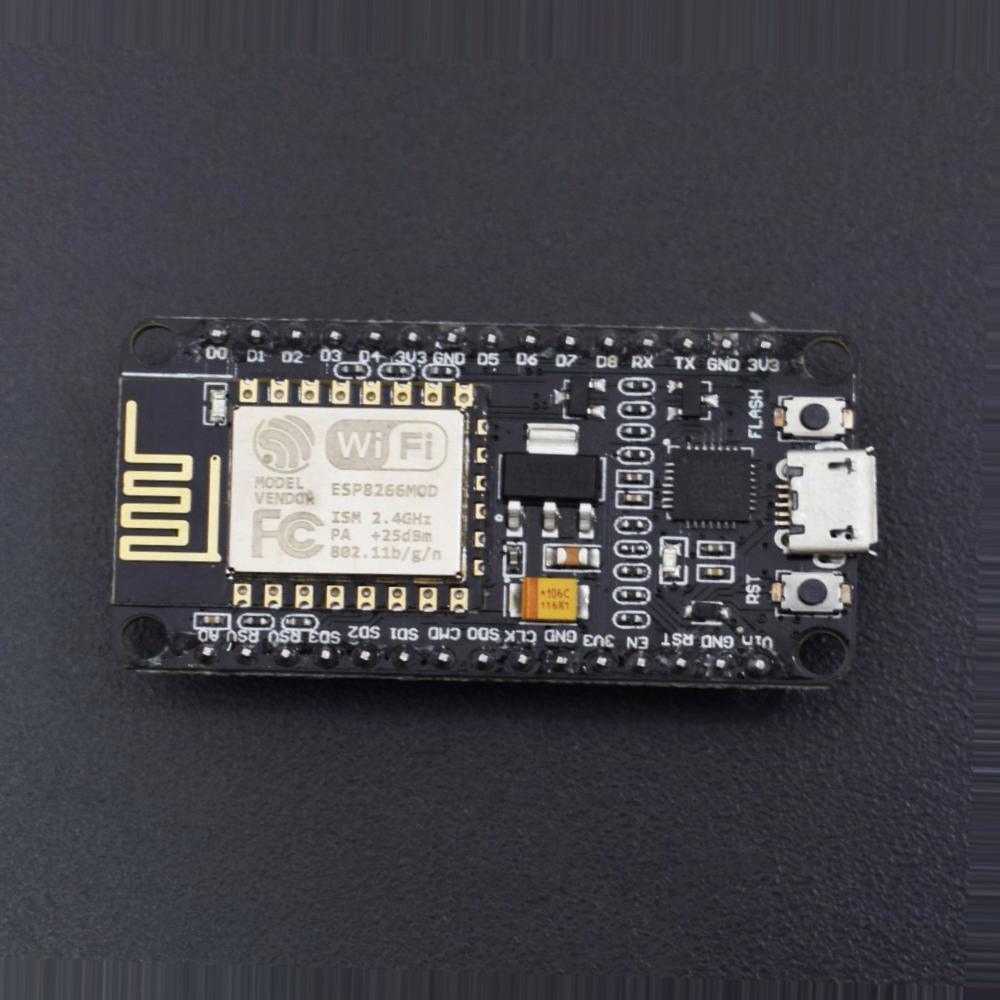 D0 D1 D2 D3 D4 3V3 GND D5 D6 D7 D8 RX TX GND 3V3
FLASH
WiFi
MODEL
VENDOR
ESP8266MOD
FC
ISM 2.4GHz
PA +25dBm
802.11b/g/n
106C
RST
A0 RSV RSV SD3 SD2 SD1 CMD SD0 CLK GND 3V3 EN RST GND Vin